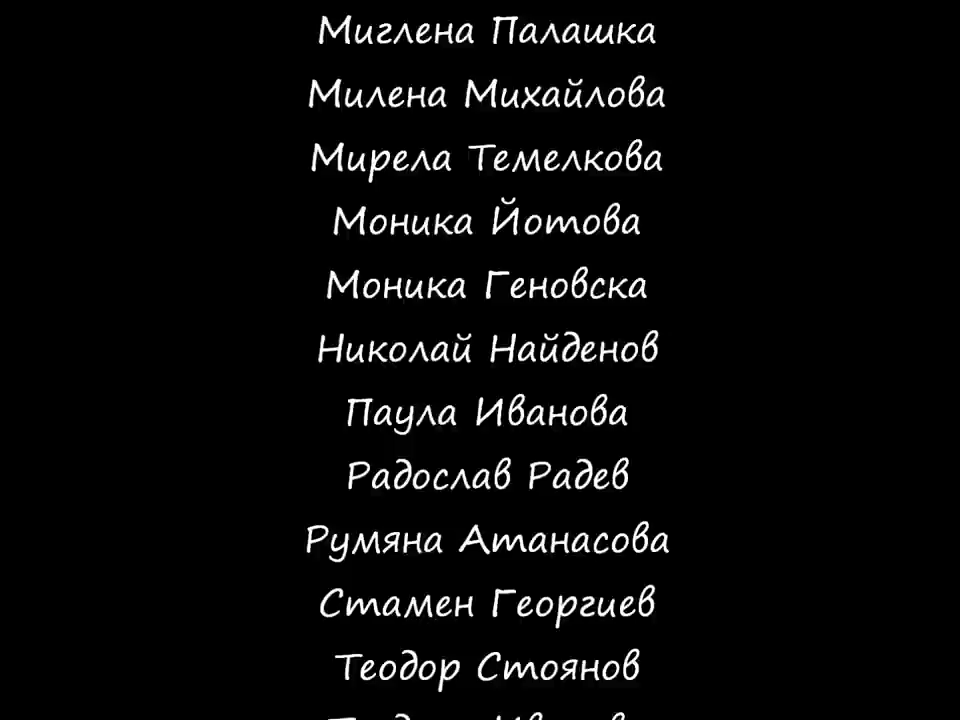 Миглена Палашка
Милена Михайлова
Мирела Темелкова
Моника Йотова
Моника Геновска
Николай Найденов
Паула Иванова
Радослав Радев
Румяна Атанасова
Стамен Георгиев
Теодор Стоянов